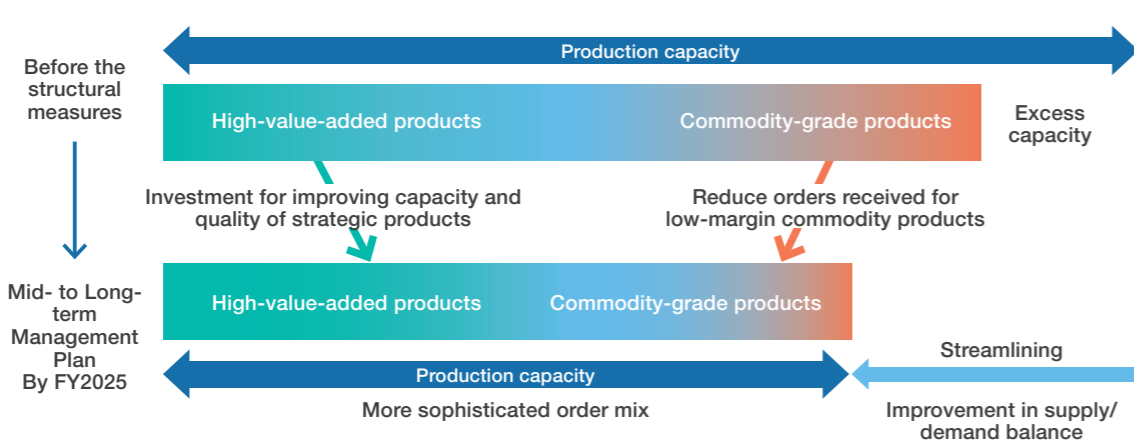 Production capacity
Before the
structural
measures
High-value-added products
Commodity-grade products
Excess
capacity
Investment for improving capacity and
quality of strategic products
Reduce orders received for
low-margin commodity products
Mid- to Long-
term
Management
Plan
By FY2025
High-value-added products
Commodity-grade products
Production capacity
More sophisticated order mix
Streamlining
Improvement in supply/
demand balance